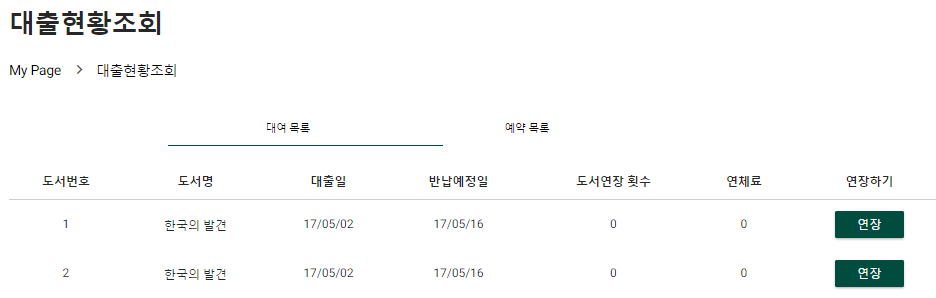 대출현황조회
My Page > 대출현황조회
대여 목록 예약 목록
도서번호 도서명 대출일 반납예정일 도서연장 횟수 연체료 연장하기
1 한국의 발견 17/05/02 17/05/16 0 0 연장
2 한국의 발견 17/05/02 17/05/16 0 0 연장